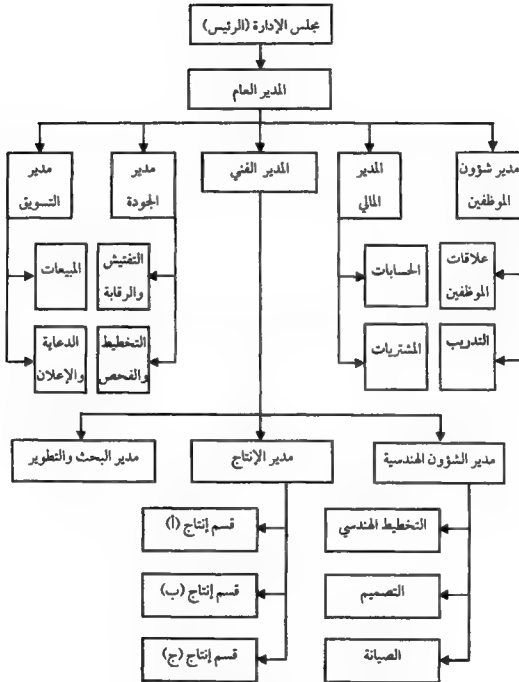 مجلس الإدارة (الرئيس)
المدير العام
مدير شؤون
الموظفين
المدير
المالي
المدير الفني
مدير
الجودة
مدير
التسويق
علاقات
الموظفين
التدريب
الحسابات
المشتريات
التفتيش
والرقابة
التخطيط
والفحص
المبيعات
الدعاية
والإعلان
مدير الشؤون الهندسية
مدير الإنتاج
مدير البحث والتطوير
التخطيط الهندسي
التصميم
الصيانة
قسم إنتاج (أ)
قسم إنتاج (ب)
قسم إنتاج (ج)